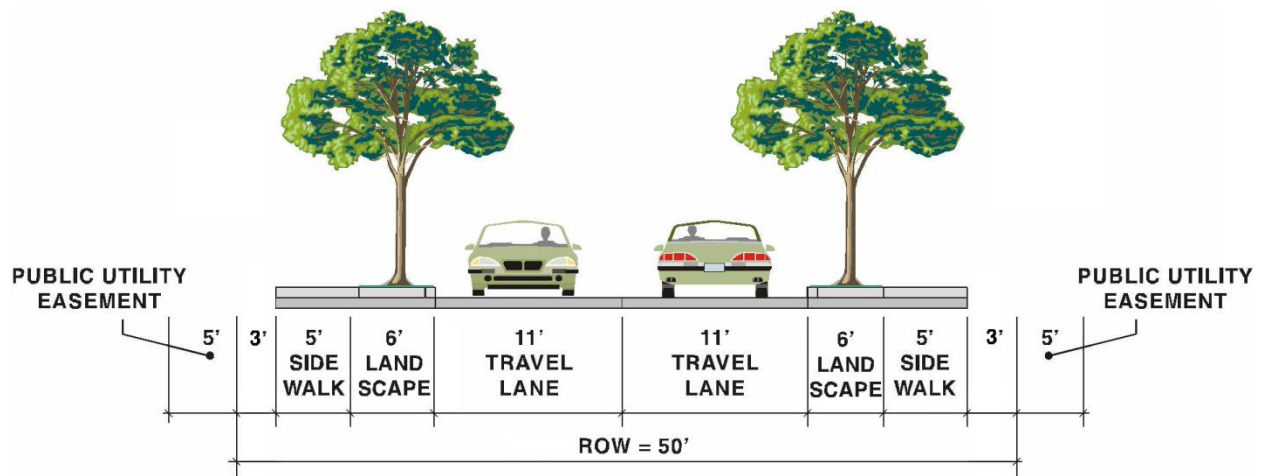 PUBLIC UTILITY
EASEMENT
PUBLIC UTILITY
EASEMENT
5' 3' 5' 6' 11' 11' 6' 5' 3' 5'
SIDE LAND TRAVEL TRAVEL LAND SIDE
WALK SCAPE LANE LANE SCAPE WALK
ROW = 50'